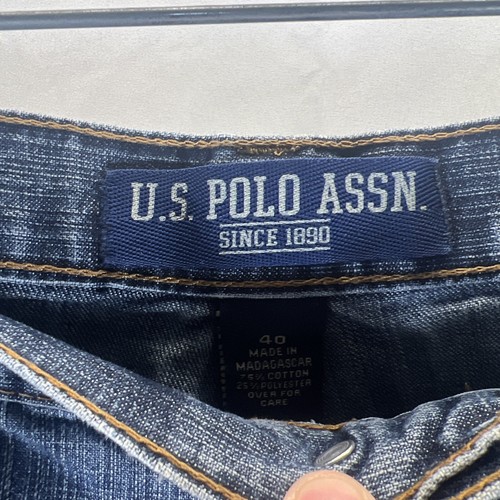 U.S. POLO ASSN.
SINCE 1890
40
MADE IN
MADAGASCAR
75% COTTON
25% POLYESTER
OVER FOR
CARE